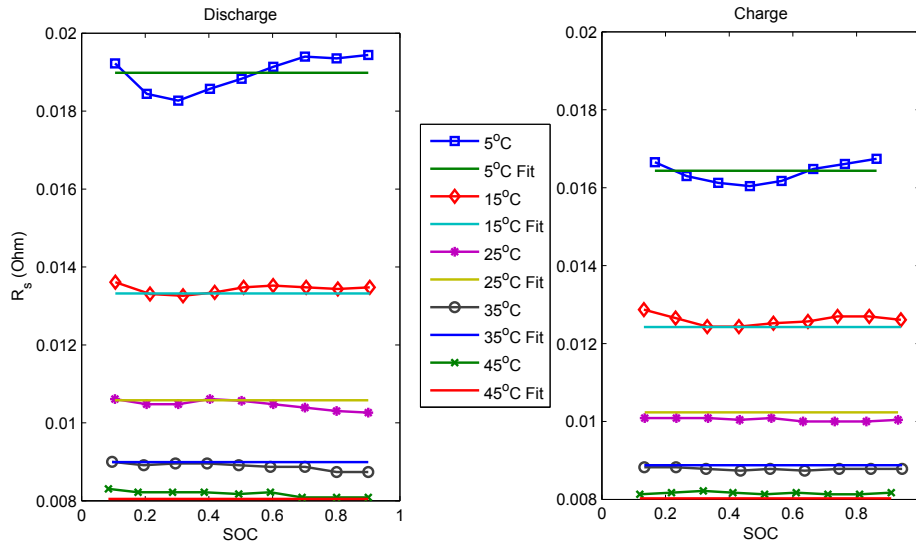 Discharge
0.02
0.018
0.016
0.014
0.012
0.01
0.008
R_s (Ohm)
0
0.2
0.4
0.6
0.8
1
SOC
5°C
5°C Fit
15°C
15°C Fit
25°C
25°C Fit
35°C
35°C Fit
45°C
45°C Fit
Charge
0.02
0.018
0.016
0.014
0.012
0.01
0.008
0
0.2
0.4
0.6
0.8
SOC